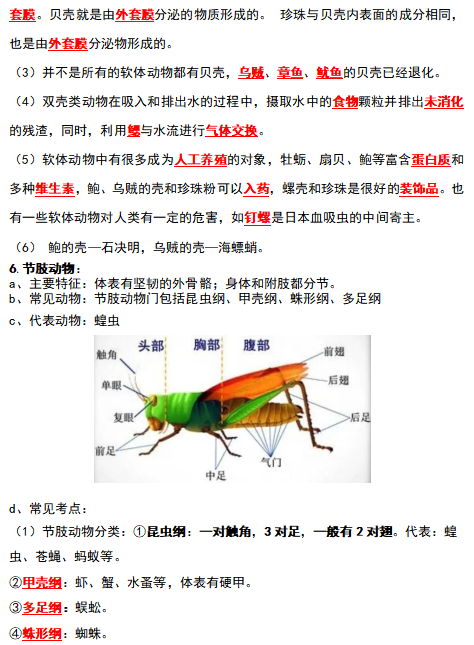 套膜。贝壳就是由外套膜分泌的物质形成的。 珍珠与贝壳内表面的成分相同，
也是由外套膜分泌物形成的。
（3）并不是所有的软体动物都有贝壳，乌贼、章鱼、鱿鱼的贝壳已经退化。
（4）双壳类动物在吸入和排出水的过程中，摄取水中的食物颗粒并排出未消化
的残渣，同时，利用鳃与水流进行气体交换。
（5）软体动物中有很多成为人工养殖的对象，牡蛎、扇贝、鲍等富含蛋白质和
多种维生素，鲍、乌贼的壳和珍珠粉可以入药，螺壳和珍珠是很好的装饰品。也
有一些软体动物对人类有一定的危害，如钉螺是日本血吸虫的中间寄主。
（6） 鲍的壳—石决明，乌贼的壳—海螵蛸。
6.节肢动物：
a、主要特征：体表有坚韧的外骨骼；身体和附肢都分节。
b、常见动物：节肢动物门包括昆虫纲、甲壳纲、蛛形纲、多足纲
c、代表动物：蝗虫
头部 胸部 腹部
触角
单眼
复眼
前足
中足
气门
前翅
后翅
后足
d、常见考点：
（1）节肢动物分类：①昆虫纲：一对触角，3 对足，一般有 2 对翅。代表：蝗
虫、苍蝇、蚂蚁等。
②甲壳纲：虾、蟹、水蚤等，体表有硬甲。
③多足纲：蜈蚣。
④蛛形纲：蜘蛛。